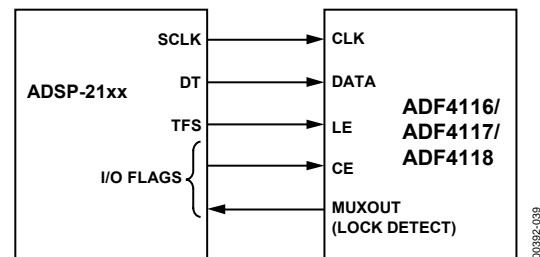 SCLK
CLK
DT
DATA
ADSP-21xx
ADF4116/
ADF4117/
ADF4118
TFS
LE
I/O FLAGS
CE
MUXOUT
(LOCK DETECT)
00392-039